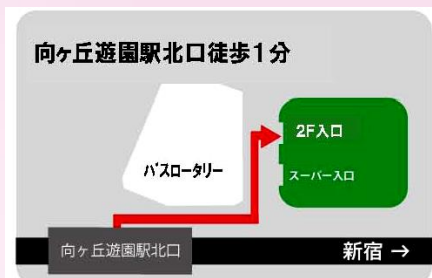 向ヶ丘遊園駅北口徒歩１分
2F入口
バスロータリー
スーパー入口
向ヶ丘遊園駅北口
新宿 →